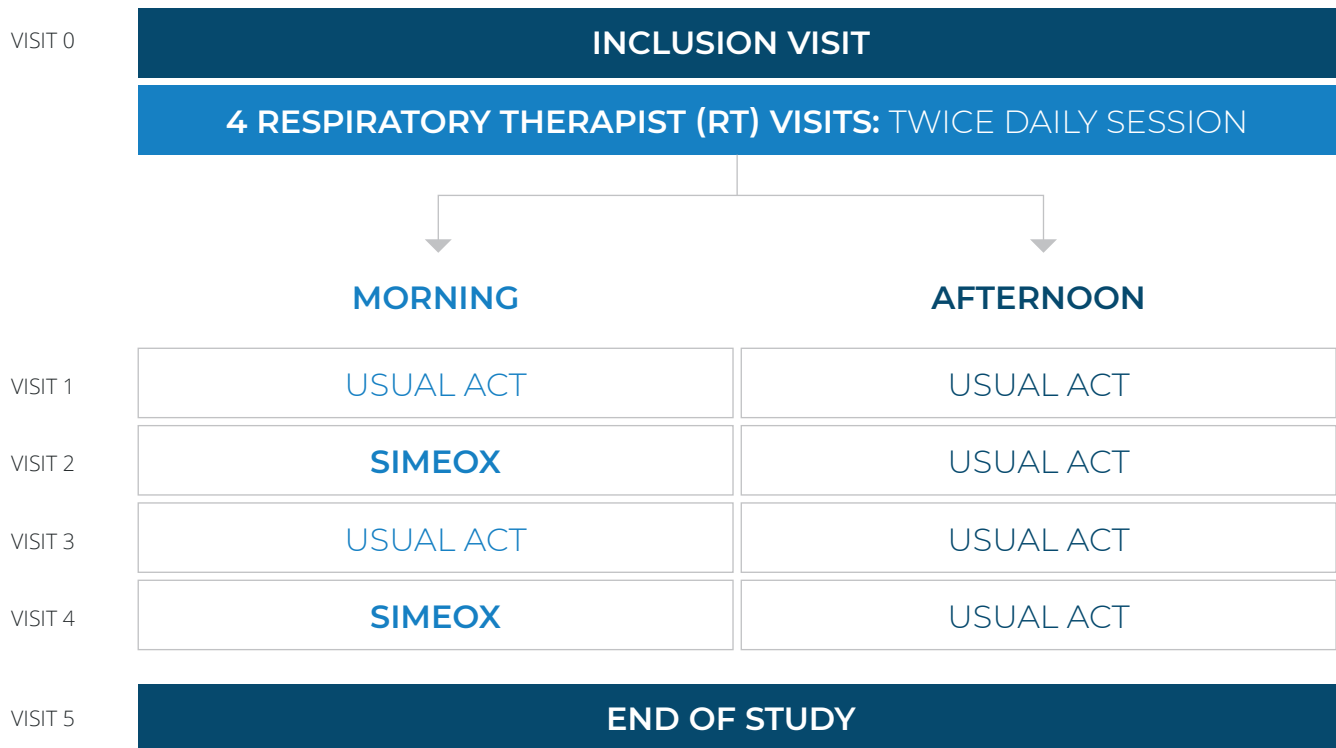 VISIT 0
INCLUSION VISIT
4 RESPIRATORY THERAPIST (RT) VISITS: TWICE DAILY SESSION
MORNING
AFTERNOON
VISIT 1
USUAL ACT
USUAL ACT
VISIT 2
SIMEOX
USUAL ACT
VISIT 3
USUAL ACT
USUAL ACT
VISIT 4
SIMEOX
USUAL ACT
VISIT 5
END OF STUDY